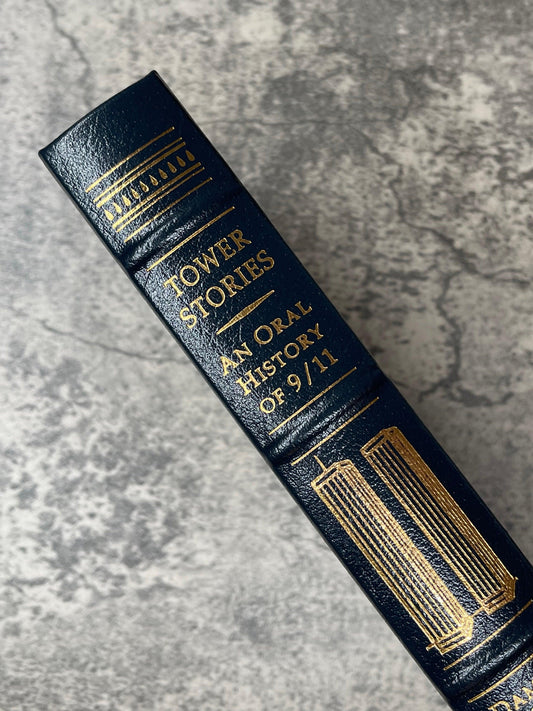 TOWER
STORIES
AN ORAL
HISTORY
OF 9/11